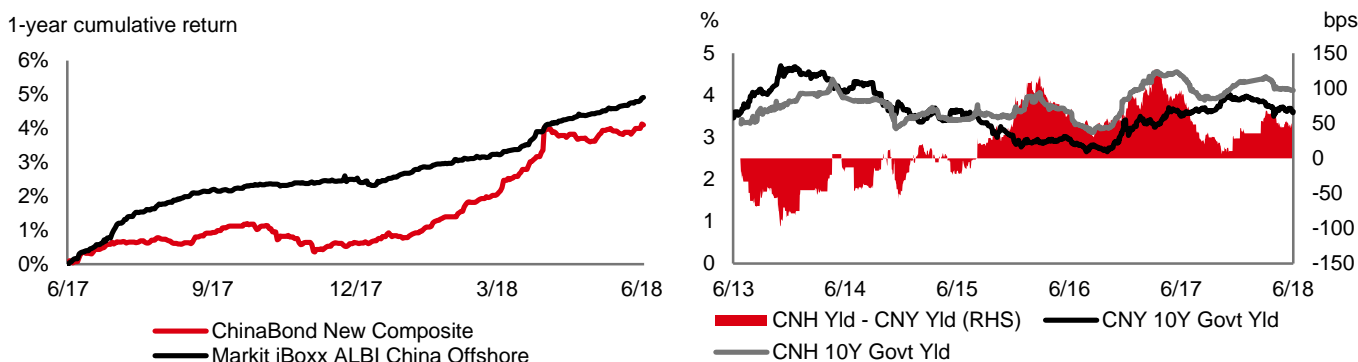 1-year cumulative return
6%
5%
4%
3%
2%
1%
0%
6/17 9/17 12/17 3/18 6/18
ChinaBond New Composite
Markit iBoxx ALBI China Offshore
% bps
5 150
4 100
3 50
2 0
1 -50
0 -100
-150
6/13 6/14 6/15 6/16 6/17 6/18
CNH Yld - CNY Yld (RHS) CNY 10Y Govt Yld
CNH 10Y Govt Yld